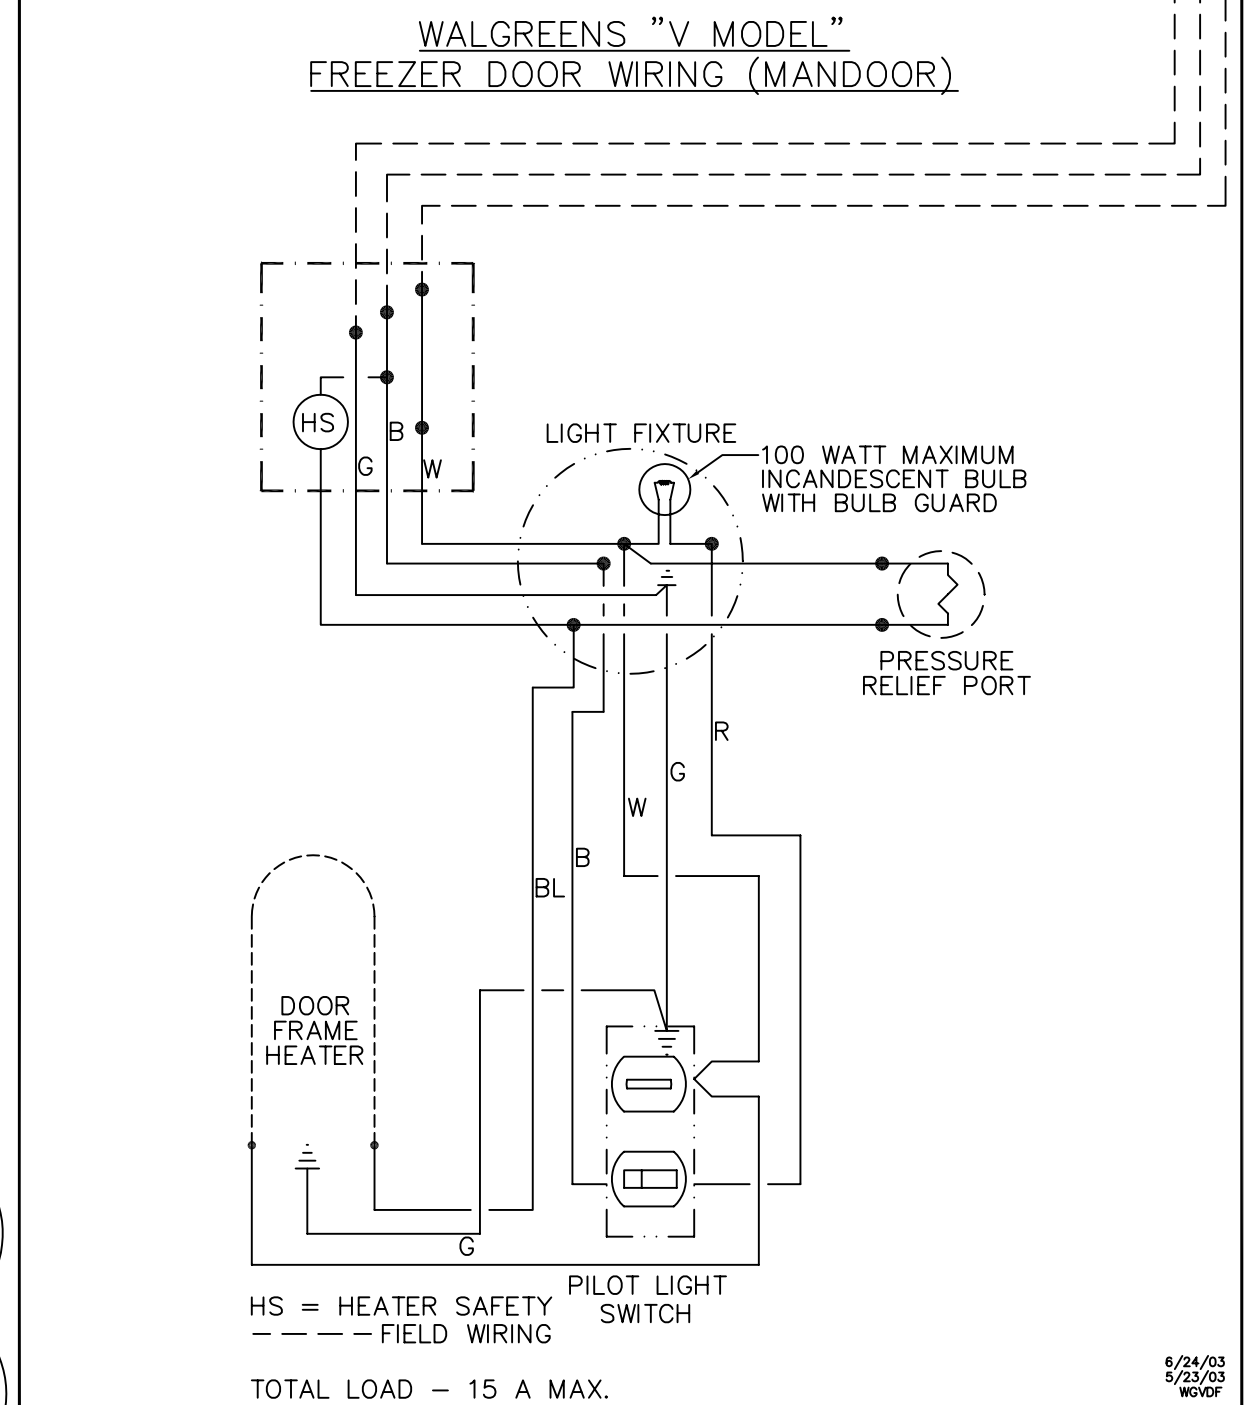 WALGREENS "V MODEL"
FREEZER DOOR WIRING (MANDOOR)
HS
B
G
W
LIGHT FIXTURE
100 WATT MAXIMUM
INCANDESCENT BULB
WITH BULB GUARD
PRESSURE
RELIEF PORT
R
G
W
B
BL
DOOR
FRAME
HEATER
G
PILOT LIGHT
SWITCH
HS = HEATER SAFETY
– – – – FIELD WIRING
TOTAL LOAD – 15 A MAX.
6/24/03
5/23/03
WGVDF